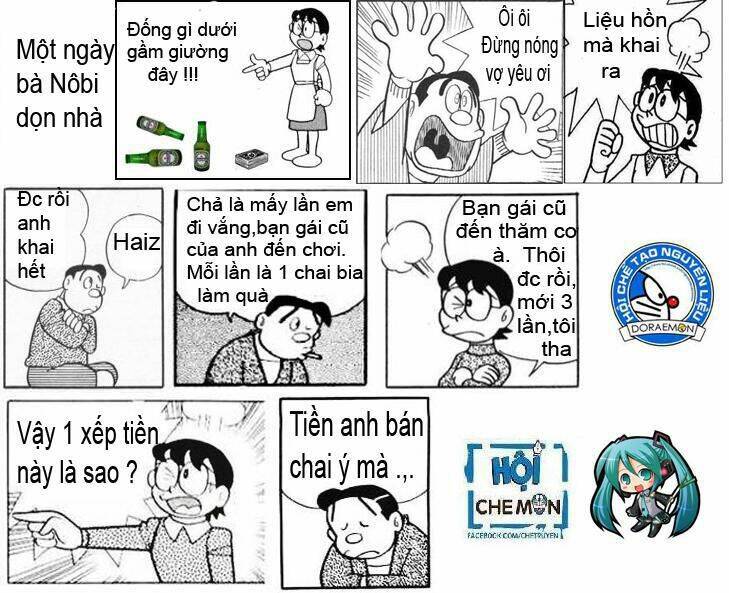 Một ngày
bà Nôbi
dọn nhà
Đống gì dưới
gầm giường
đây !!!
Ôi ôi
Đừng nóng
vợ yêu ơi
Liệu hồn
mà khai
ra
Đc rồi
anh
khai
hết
Haiz
Chả là mấy lần em
đi vắng,bạn gái cũ
của anh đến chơi.
Mỗi lần là 1 chai bia
làm quà
Bạn gái cũ
đến thăm cơ
à. Thôi
đc rồi,
mới 3
lần,tôi
tha
HỘI CHẾ TẠO NGUYÊN LIỆU
DORAEMON
Vậy 1 xếp tiền
này là sao ?
Tiền anh bán
chai ý mà .,.
HỘI
CHẾ MON
FACEBOOK.COM/CHETRUYEN